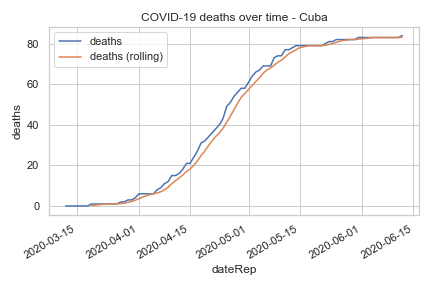 COVID-19 deaths over time - Cuba
deaths
deaths (rolling)
deaths
80
60
40
20
0
2020-03-15
2020-04-01
2020-04-15
2020-05-01
2020-05-15
2020-06-01
2020-06-15
dateRep